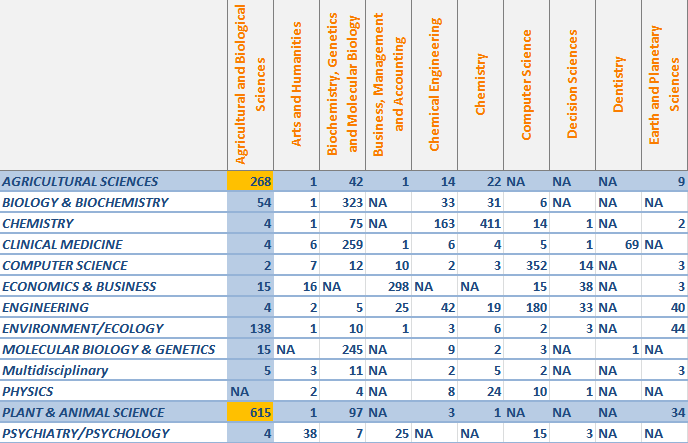 Agricultural and Biological
Sciences
Arts and Humanities
Biochemistry, Genetics
and Molecular Biology
Business, Management
and Accounting
Chemical Engineering
Chemistry
Computer Science
Decision Sciences
Dentistry
Earth and Planetary
Sciences
AGRICULTURAL SCIENCES 268 1 42 1 14 22 NA NA NA 9
BIOLOGY & BIOCHEMISTRY 54 1 323 NA 33 31 6 NA NA NA
CHEMISTRY 4 1 75 NA 163 411 14 1 NA 2
CLINICAL MEDICINE 4 6 259 1 6 4 5 1 69 NA
COMPUTER SCIENCE 2 7 12 10 2 3 352 14 NA 3
ECONOMICS & BUSINESS 15 16 NA 298 NA NA 15 38 NA 3
ENGINEERING 4 2 5 25 42 19 180 33 NA 40
ENVIRONMENT/ECOLOGY 138 1 10 1 3 6 2 3 NA 44
MOLECULAR BIOLOGY & GENETICS 15 NA 245 NA 9 2 3 NA 1 NA
Multidisciplinary 5 3 11 NA 2 5 2 NA NA 3
PHYSICS NA 2 4 NA 8 24 10 1 NA NA
PLANT & ANIMAL SCIENCE 615 1 97 NA 3 1 NA NA NA 34
PSYCHIATRY/PSYCHOLOGY 4 38 7 25 NA NA 15 3 NA NA